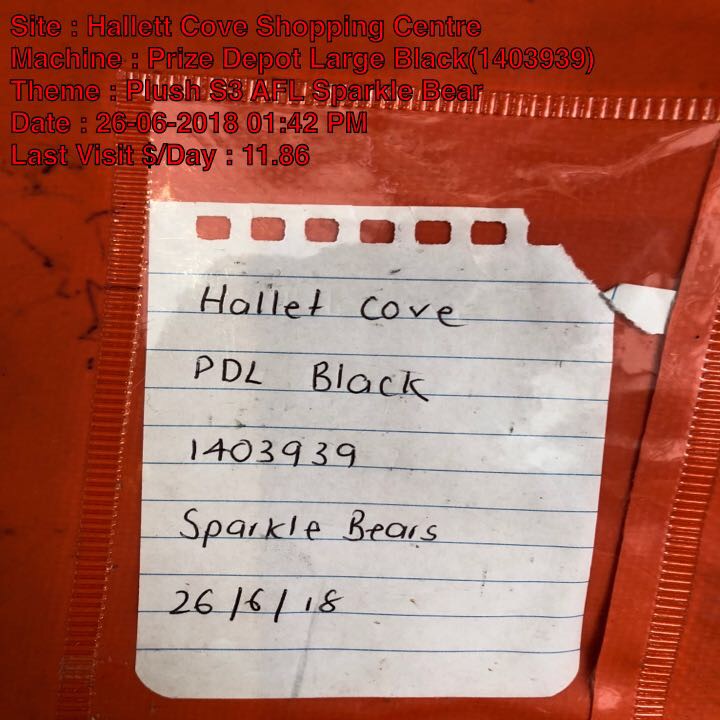 Site : Hallett Cove Shopping Centre
Machine : Prize Depot Large Black(1403939)
Theme : Plush S3 AFL Sparkle Bear
Date : 26-06-2018 01:42 PM
Last Visit $/Day : 11.86
Hallet Cove
PDL Black
1403939
Sparkle Bears
26/6/18